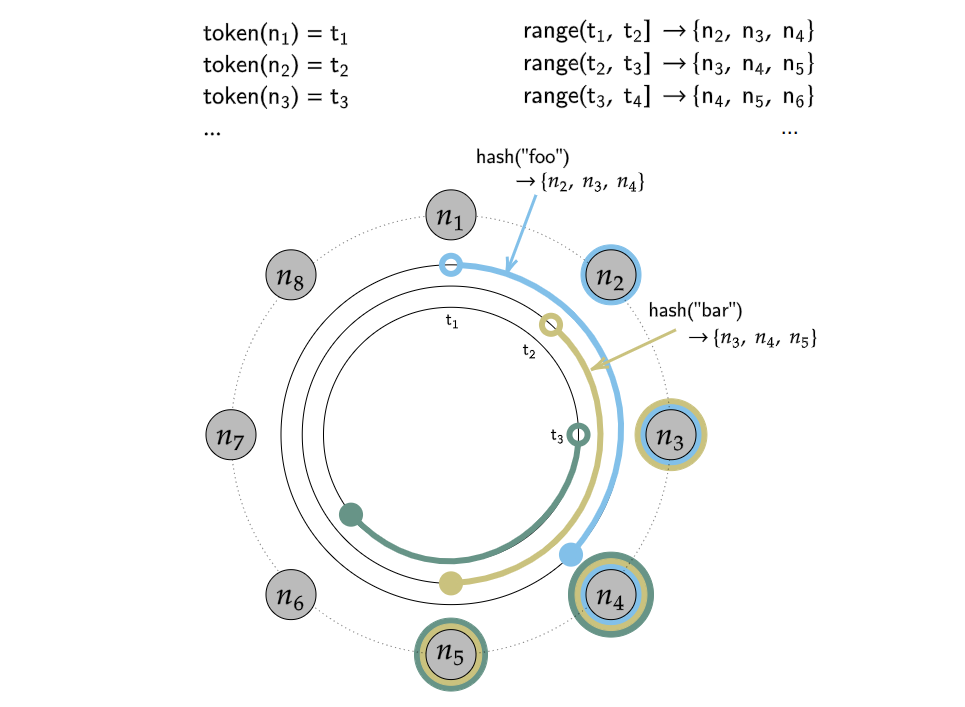 token(n₁) = t₁
token(n₂) = t₂
token(n₃) = t₃
...
range(t₁, t₂] → {n₂, n₃, n₄}
range(t₂, t₃] → {n₃, n₄, n₅}
range(t₃, t₄] → {n₄, n₅, n₆}
...
hash("foo")
→ {n₂, n₃, n₄}
n₁
n₈
n₂
hash("bar")
→ {n₃, n₄, n₅}
t₁
t₂
n₇
t₃
n₃
n₆
n₄
n₅